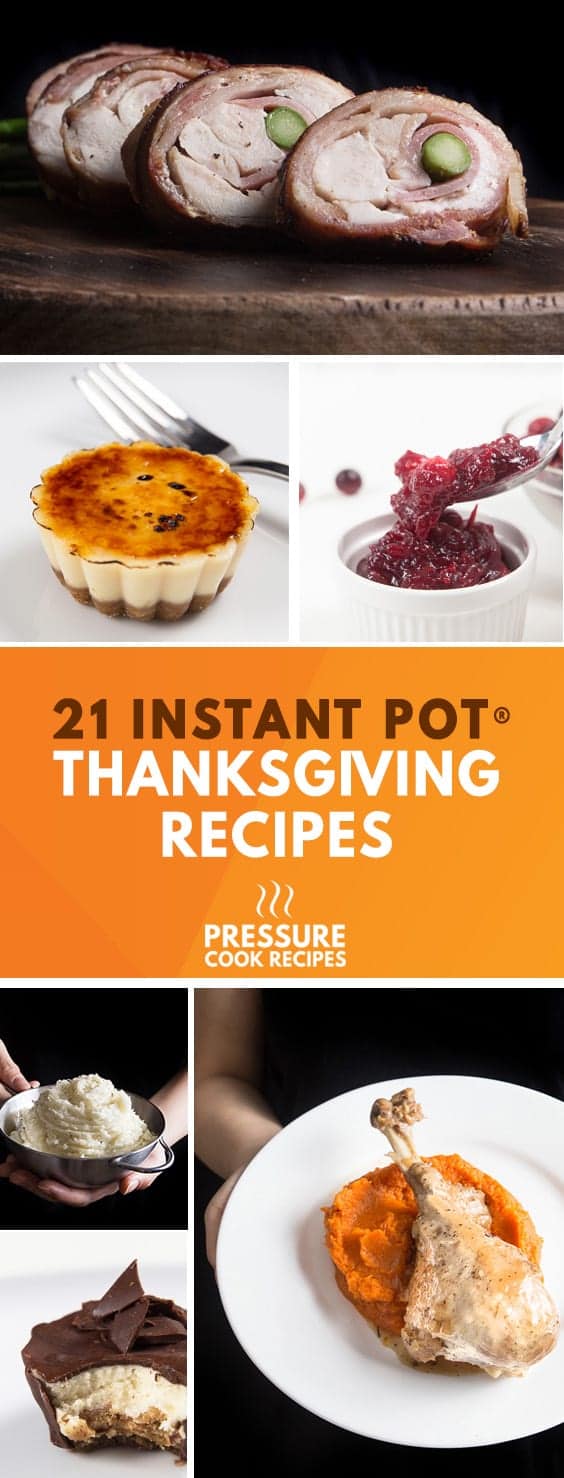 21 INSTANT POT®
THANKSGIVING
RECIPES
PRESSURE
COOK RECIPES